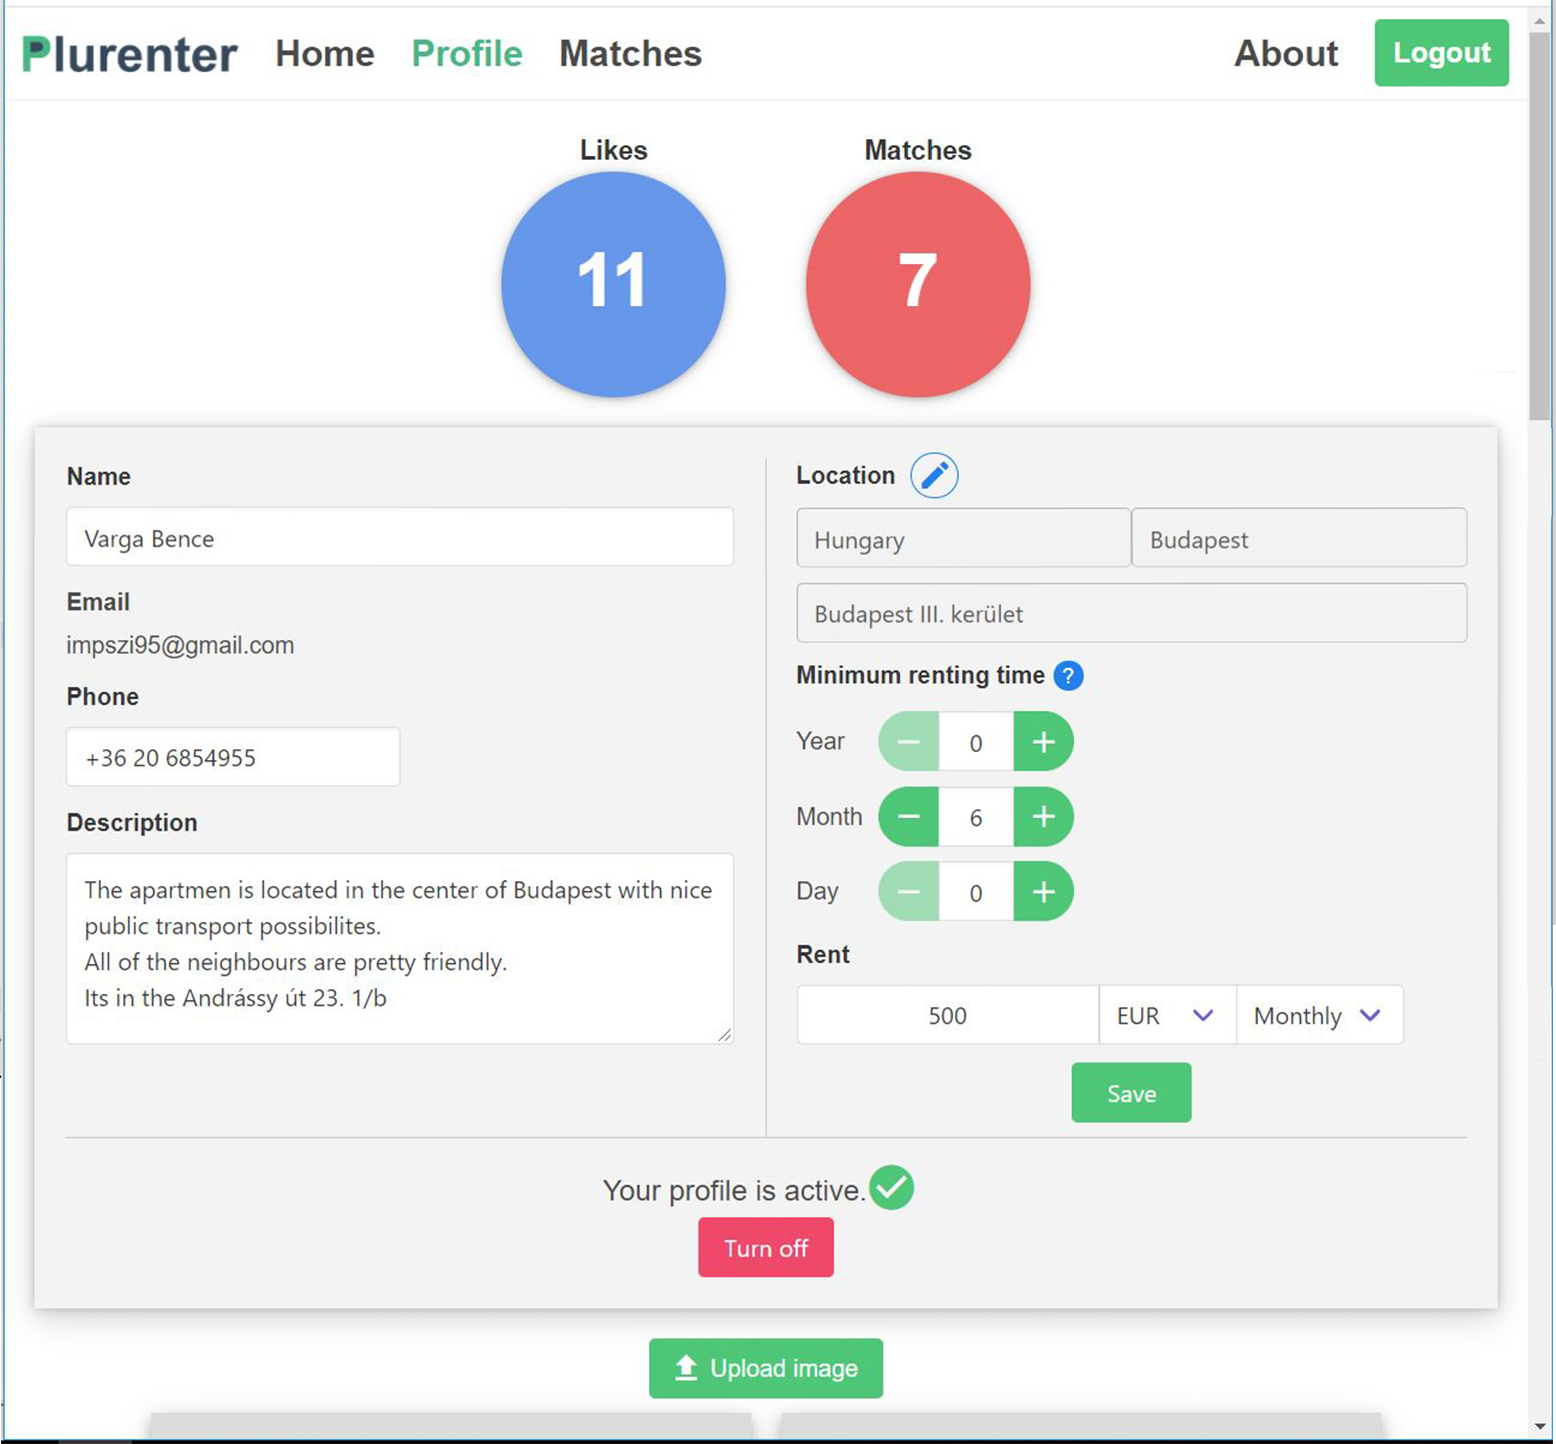 Plurenter Home Profile Matches About Logout
Likes Matches
11 7
Name
Varga Bence
Email
impszi95@gmail.com
Phone
+36 20 6854955
Description
The apartmen is located in the center of Budapest with nice
public transport possibilites.
All of the neighbours are pretty friendly.
Its in the Andrássy út 23. 1/b
Location
Hungary Budapest
Budapest III. kerület
Minimum renting time ?
Year − 0 +
Month − 6 +
Day − 0 +
Rent
500 EUR Monthly
Save
Your profile is active.
Turn off
Upload image